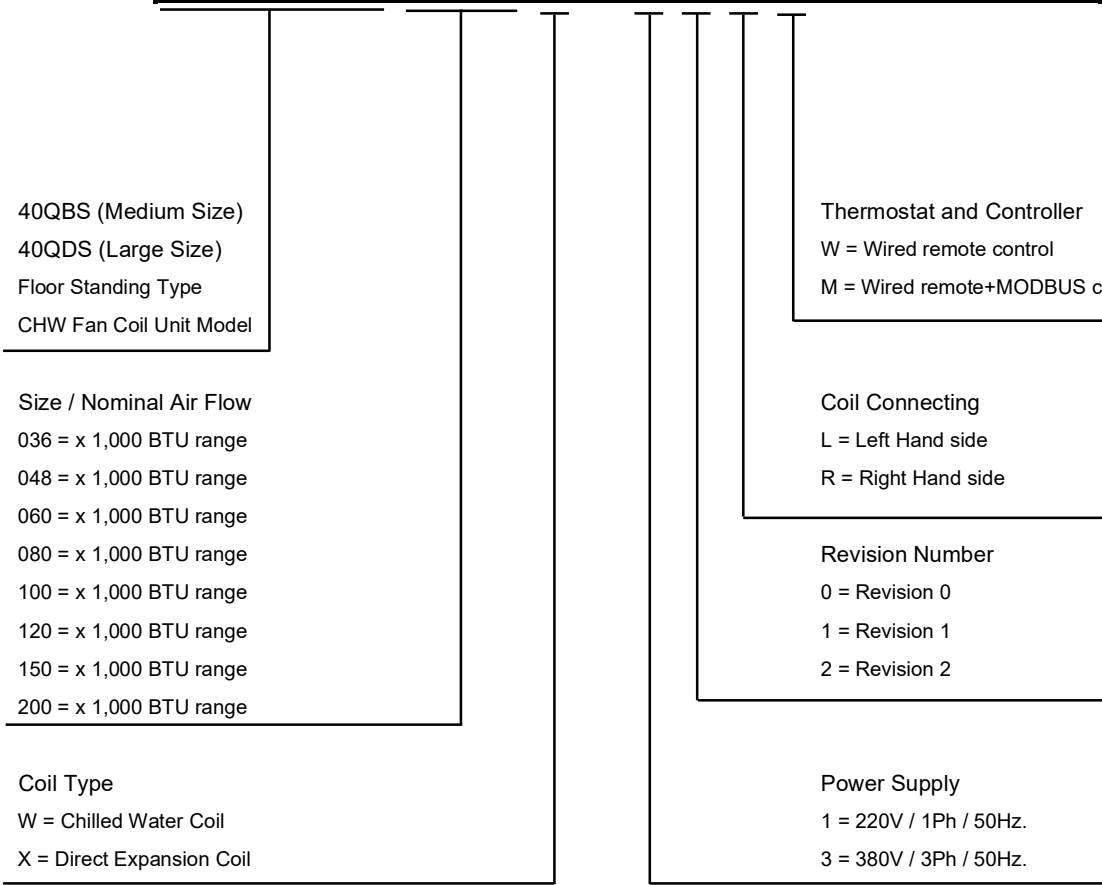 40QBS (Medium Size)
40QDS (Large Size)
Floor Standing Type
CHW Fan Coil Unit Model
Size / Nominal Air Flow
036 = x 1,000 BTU range
048 = x 1,000 BTU range
060 = x 1,000 BTU range
080 = x 1,000 BTU range
100 = x 1,000 BTU range
120 = x 1,000 BTU range
150 = x 1,000 BTU range
200 = x 1,000 BTU range
Coil Type
W = Chilled Water Coil
X = Direct Expansion Coil
Thermostat and Controller
W = Wired remote control
M = Wired remote+MODBUS c
Coil Connecting
L = Left Hand side
R = Right Hand side
Revision Number
0 = Revision 0
1 = Revision 1
2 = Revision 2
Power Supply
1 = 220V / 1Ph / 50Hz.
3 = 380V / 3Ph / 50Hz.